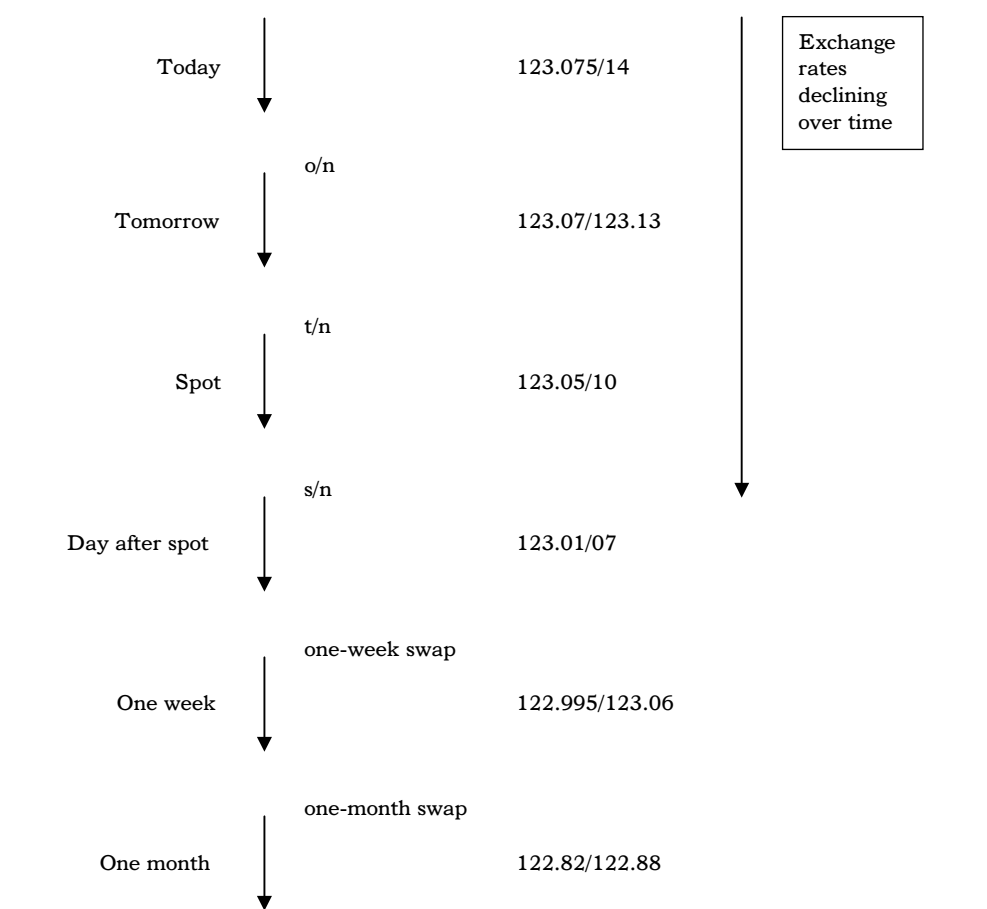 Today 123.075/14
Exchange
rates
declining
over time
o/n
Tomorrow 123.07/123.13
t/n
Spot 123.05/10
s/n
Day after spot 123.01/07
one-week swap
One week 122.995/123.06
one-month swap
One month 122.82/122.88